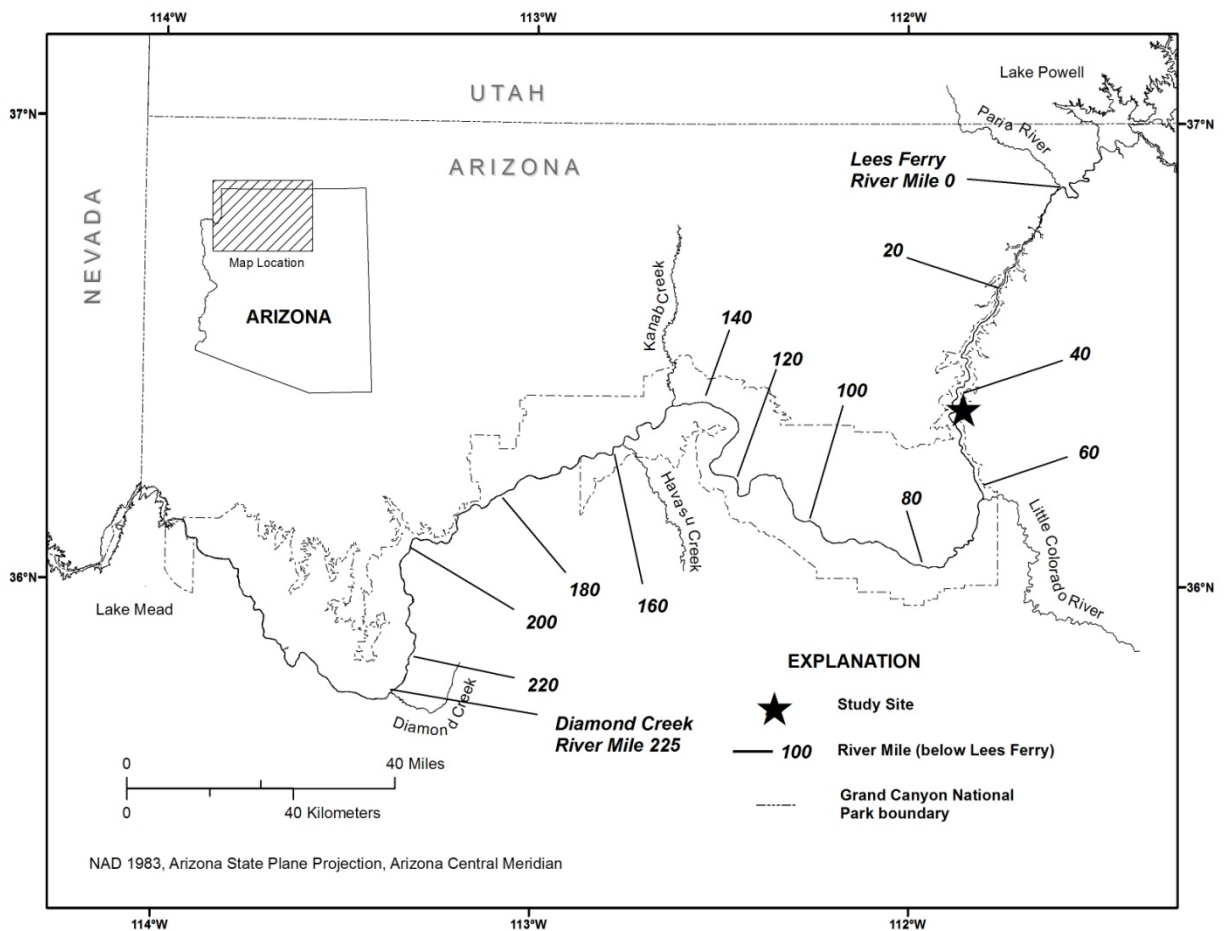 114°W
113°W
112°W
Lake Powell
UTAH
37°N
37°N
Paria River
ARIZONA
Lees Ferry
River Mile 0
NEVADA
20
Map Location
Kanab Creek
ARIZONA
140
40
120
100
60
80
Havasu Creek
Little Colorado River
36°N
36°N
180
160
Lake Mead
200
220
EXPLANATION
Study Site
Diamond Creek
Diamond Creek
River Mile 225
100 River Mile (below Lees Ferry)
0 40 Miles
0 40 Kilometers
Grand Canyon National
Park boundary
NAD 1983, Arizona State Plane Projection, Arizona Central Meridian
114°W
113°W
112°W